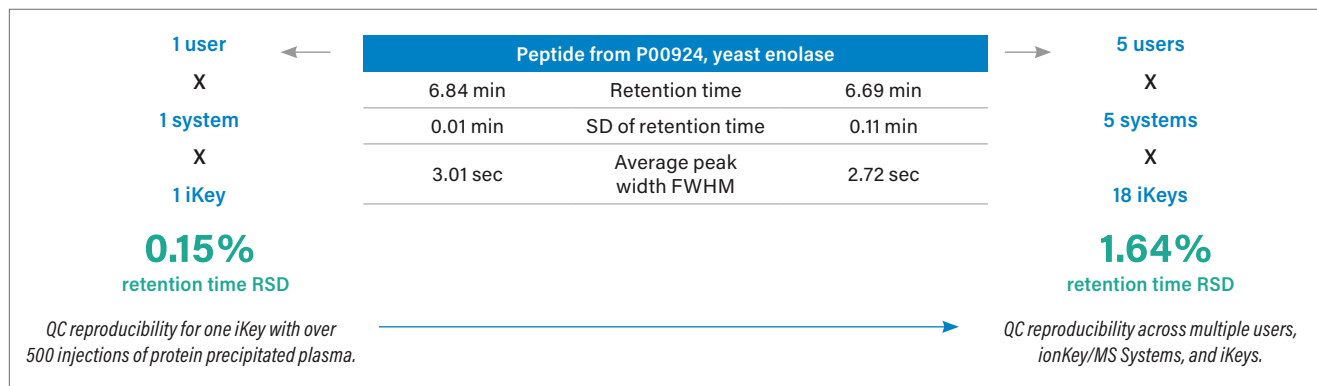 1 user
X
1 system
X
1 iKey
0.15%
retention time RSD
QC reproducibility for one iKey with over
500 injections of protein precipitated plasma.
Peptide from P00924, yeast enolase
6.84 min Retention time 6.69 min
0.01 min SD of retention time 0.11 min
3.01 sec Average peak width FWHM 2.72 sec
5 users
X
5 systems
X
18 iKeys
1.64%
retention time RSD
QC reproducibility across multiple users,
ionKey/MS Systems, and iKeys.